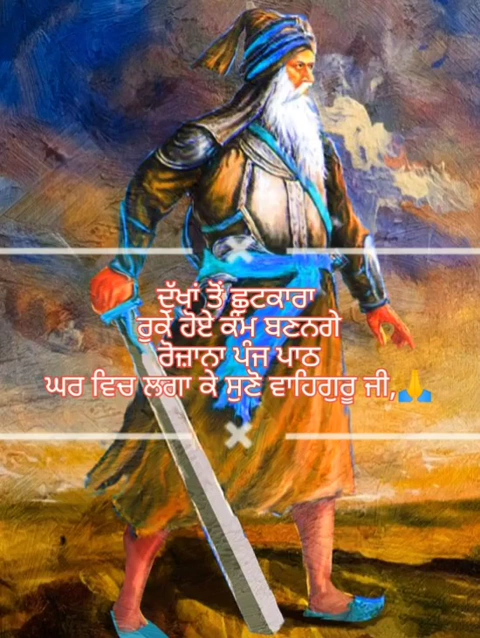 ਦੁੱਖਾਂ ਤੋਂ ਛੁਟਕਾਰਾ
ਰੁਕੇ ਹੋਏ ਕੰਮ ਬਣਨਗੇ
ਰੋਜ਼ਾਨਾ ਪੰਜ ਪਾਠ
ਘਰ ਵਿਚ ਲਗਾ ਕੇ ਸੁਣੋ ਵਾਹਿਗੁਰੂ ਜੀ,🙏